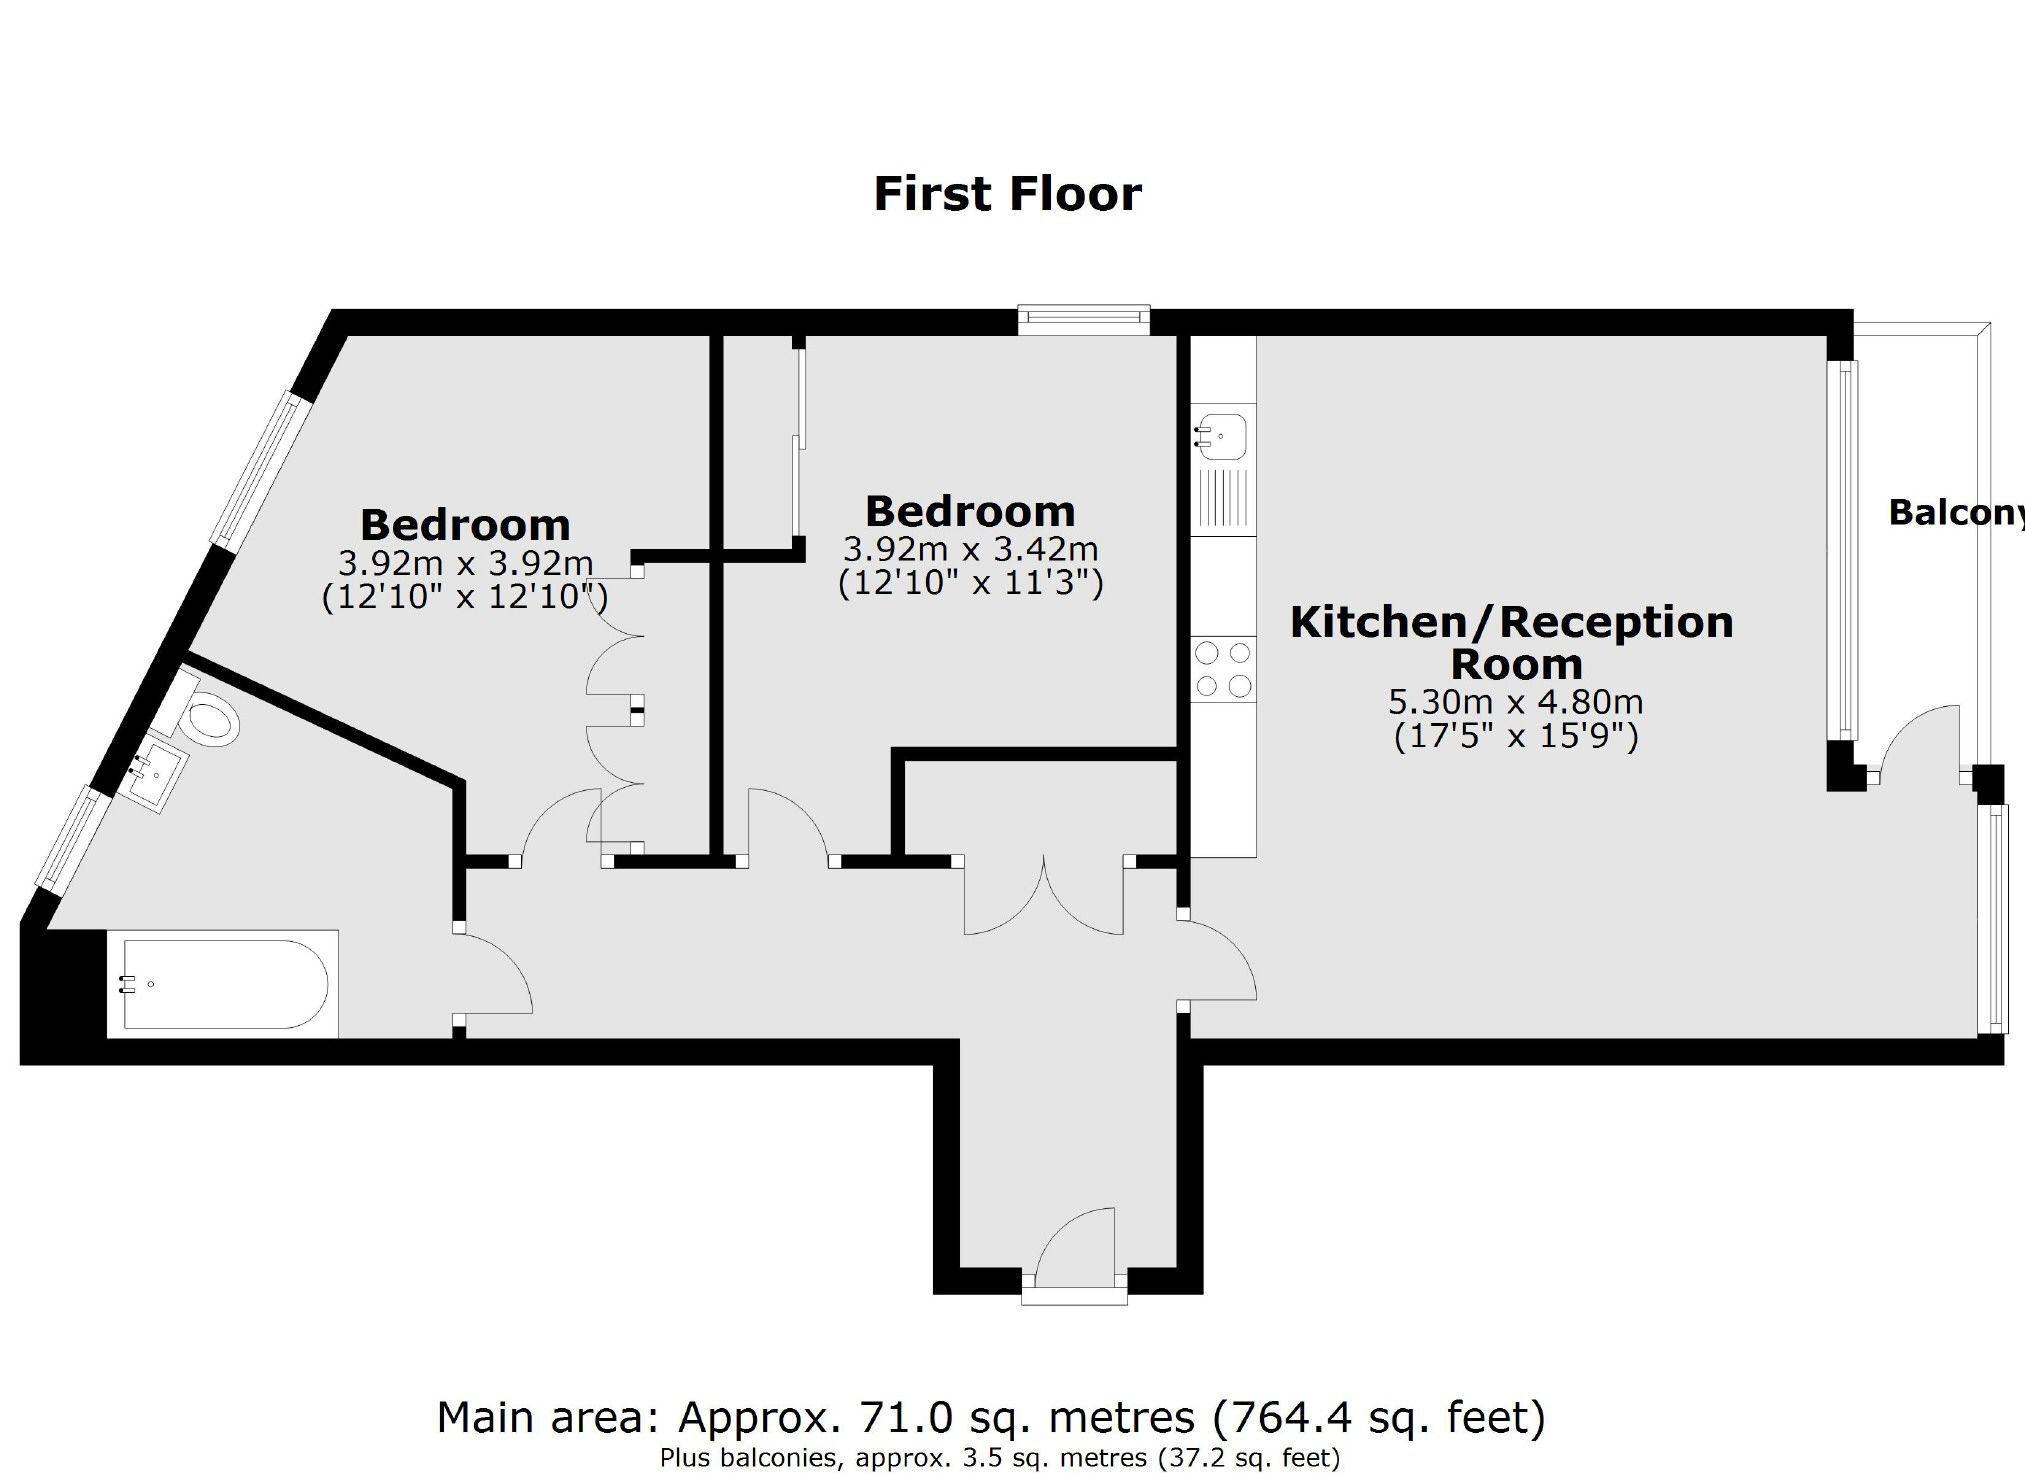 First Floor
Bedroom
3.92m x 3.92m
(12'10" x 12'10")
Bedroom
3.92m x 3.42m
(12'10" x 11'3")
Kitchen/Reception
Room
5.30m x 4.80m
(17'5" x 15'9")
Balcony
Main area: Approx. 71.0 sq. metres (764.4 sq. feet)
Plus balconies, approx. 3.5 sq. metres (37.2 sq. feet)